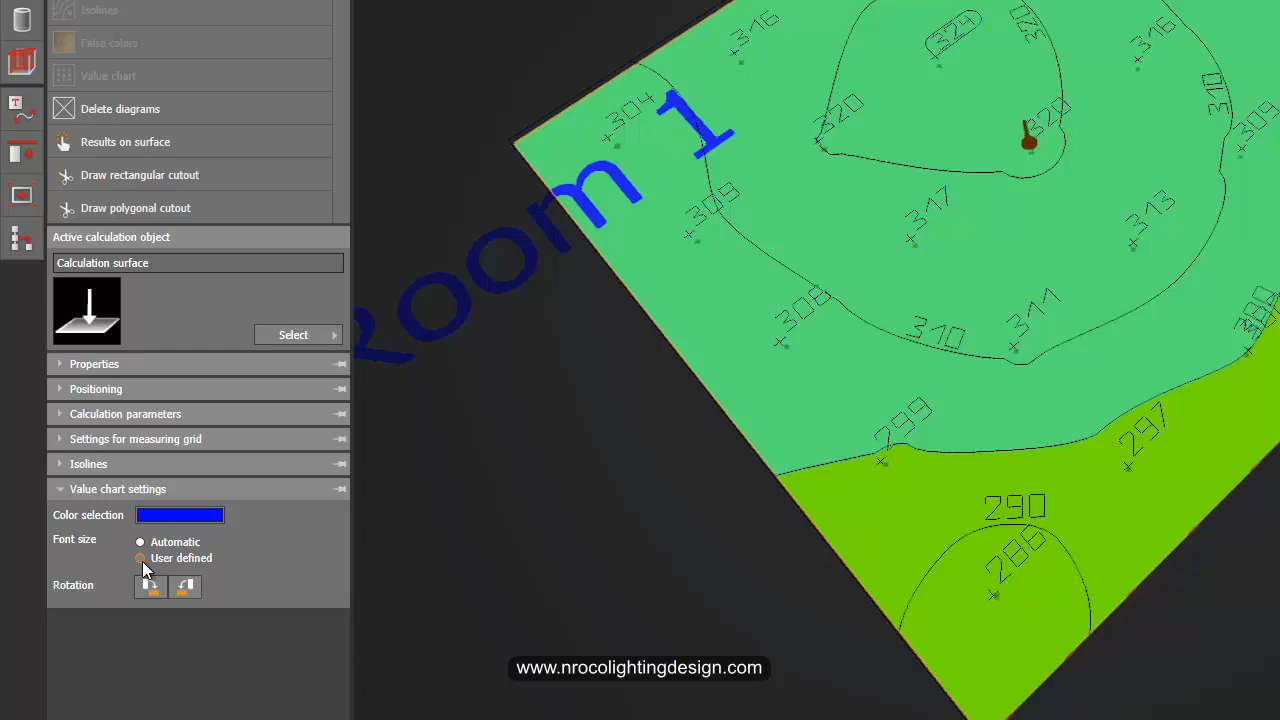 Isolines
False colors
Value chart
Delete diagrams
Results on surface
Draw rectangular cutout
Draw polygonal cutout
Active calculation object
Calculation surface
Select
Properties
Positioning
Calculation parameters
Settings for measuring grid
Isolines
Value chart settings
Color selection
Font size
Automatic
User defined
Rotation
T
Room 1
316
324
320
316
310
309
304
320
320
309
317
313
308
310
311
299
297
290
286
www.nrocolightingdesign.com